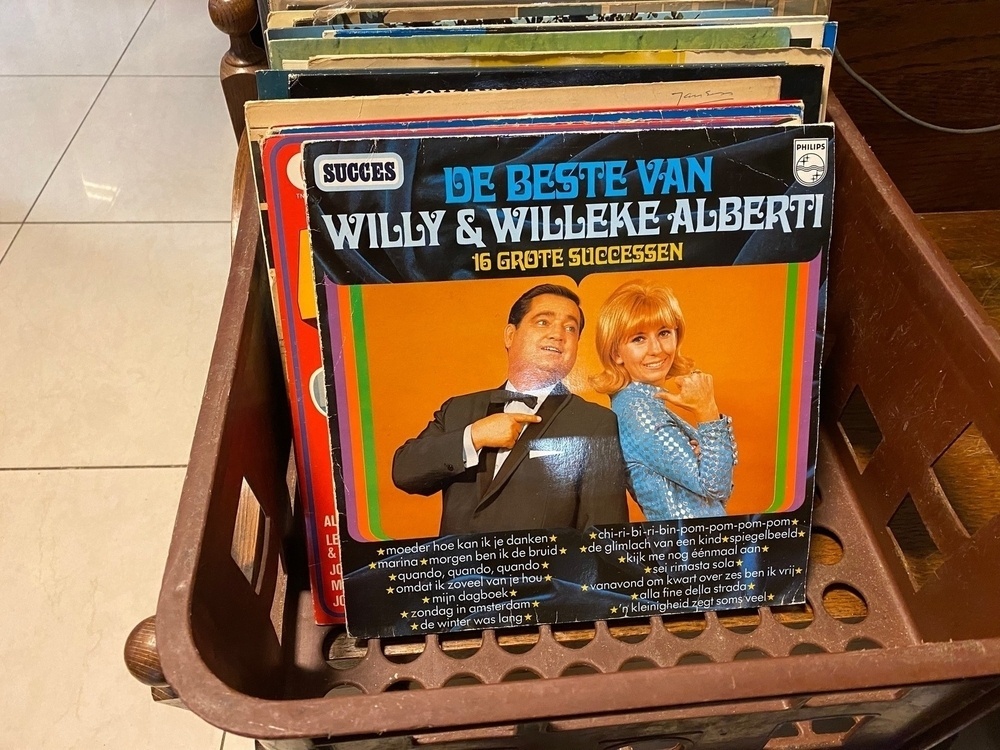 SUCCES
PHILIPS
DE BESTE VAN
WILLY & WILLEKE ALBERTI
16 GROTE SUCCESSEN
★moeder hoe kan ik je danken★
★marina★morgen ben ik de bruid★
★quando, quando, quando★
★omdat ik zoveel van je hou★
★mijn dagboek★
★zondag in amsterdam★
★de winter was lang★
★chi-ri-bi-ri-bin-pom-pom-pom-pom★
★de glimlach van een kind★spiegelbeeld★
★kijk me nog éénmaal aan★
★sei rimasta sola★
★vanavond om kwart over zes ben ik vrij★
★alla fine della strada★
★'n kleinigheid zegt soms veel★
AL
LE
&
JO
M
JO